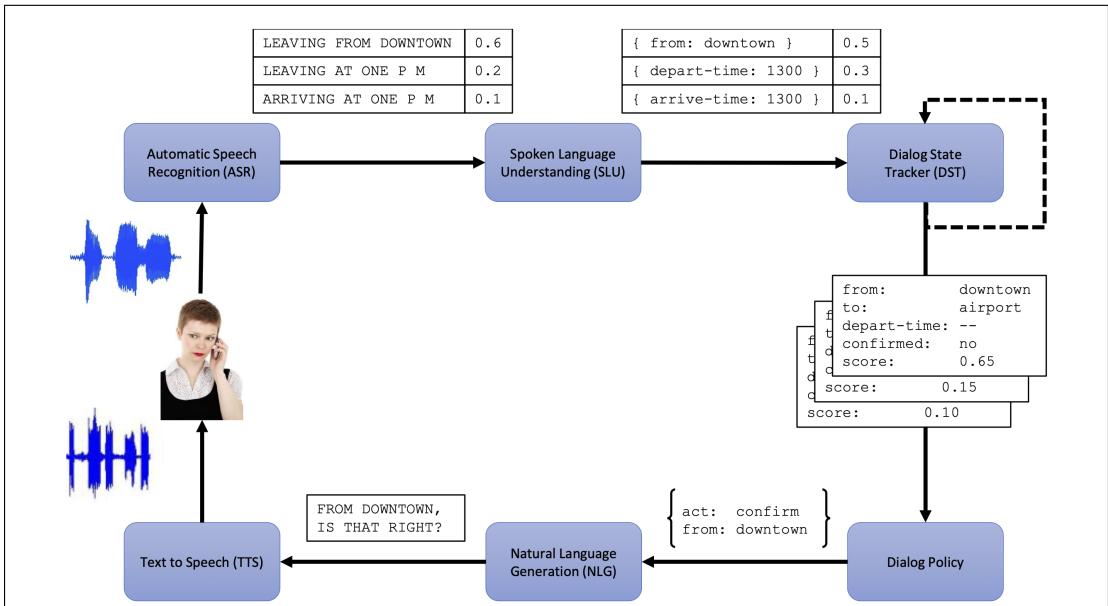 LEAVING FROM DOWNTOWN 0.6
LEAVING AT ONE P M 0.2
ARRIVING AT ONE P M 0.1
{ from: downtown } 0.5
{ depart-time: 1300 } 0.3
{ arrive-time: 1300 } 0.1
Automatic Speech
Recognition (ASR)
Spoken Language
Understanding (SLU)
Dialog State
Tracker (DST)
from: downtown
to: airport
depart-time: --
confirmed: no
score: 0.65
f
t
d
c
score: 0.15
f
t
d
c
score: 0.10
FROM DOWNTOWN,
IS THAT RIGHT?
{ act: confirm
from: downtown }
Text to Speech (TTS)
Natural Language
Generation (NLG)
Dialog Policy